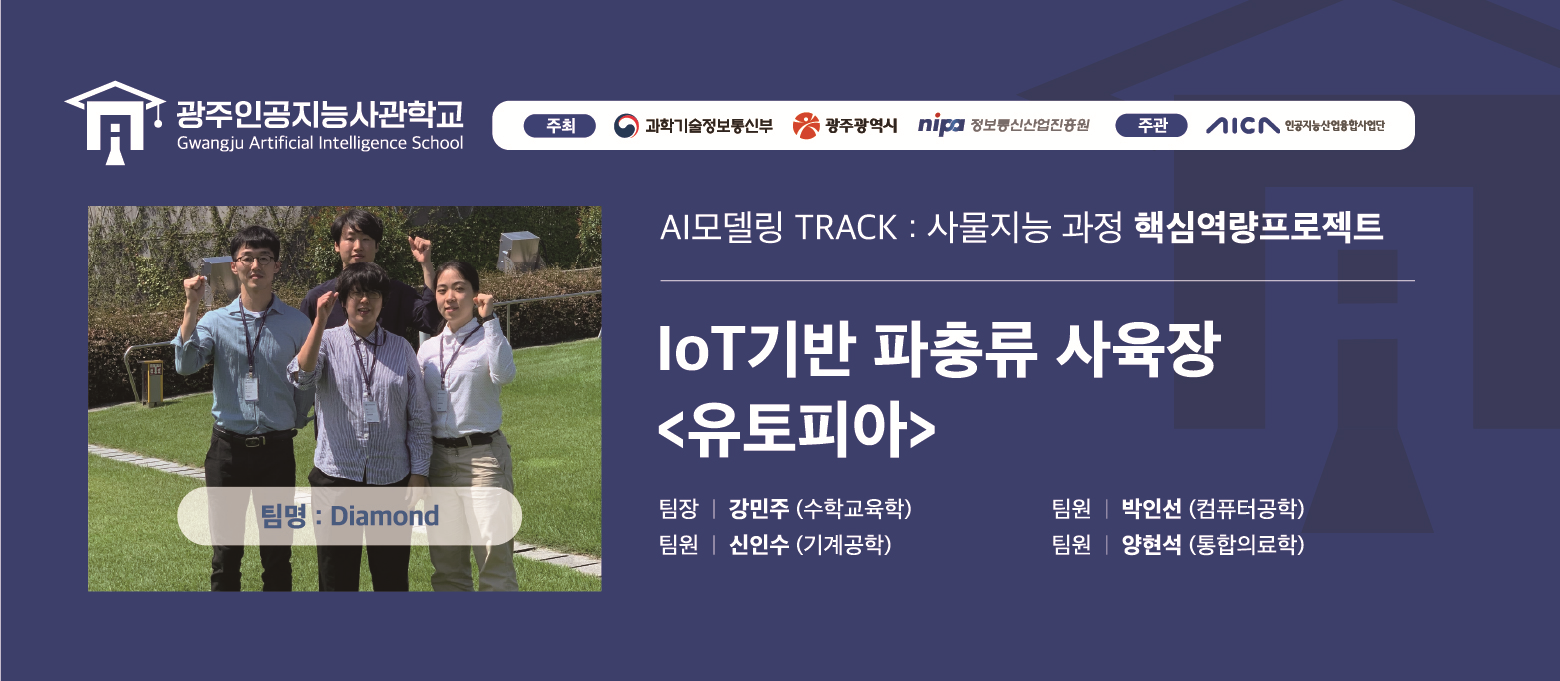 광주인공지능사관학교
Gwangju Artificial Intelligence School
주최 과학기술정보통신부 광주광역시 nipa 정보통신산업진흥원 주관 AICA 인공지능산업융합사업단
AI모델링 TRACK : 사물지능 과정 핵심역량프로젝트
IoT기반 파충류 사육장
<유토피아>
팀장 | 강민주 (수학교육학) 팀원 | 박인선 (컴퓨터공학)
팀원 | 신인수 (기계공학) 팀원 | 양현석 (통합의료학)
팀명 : Diamond